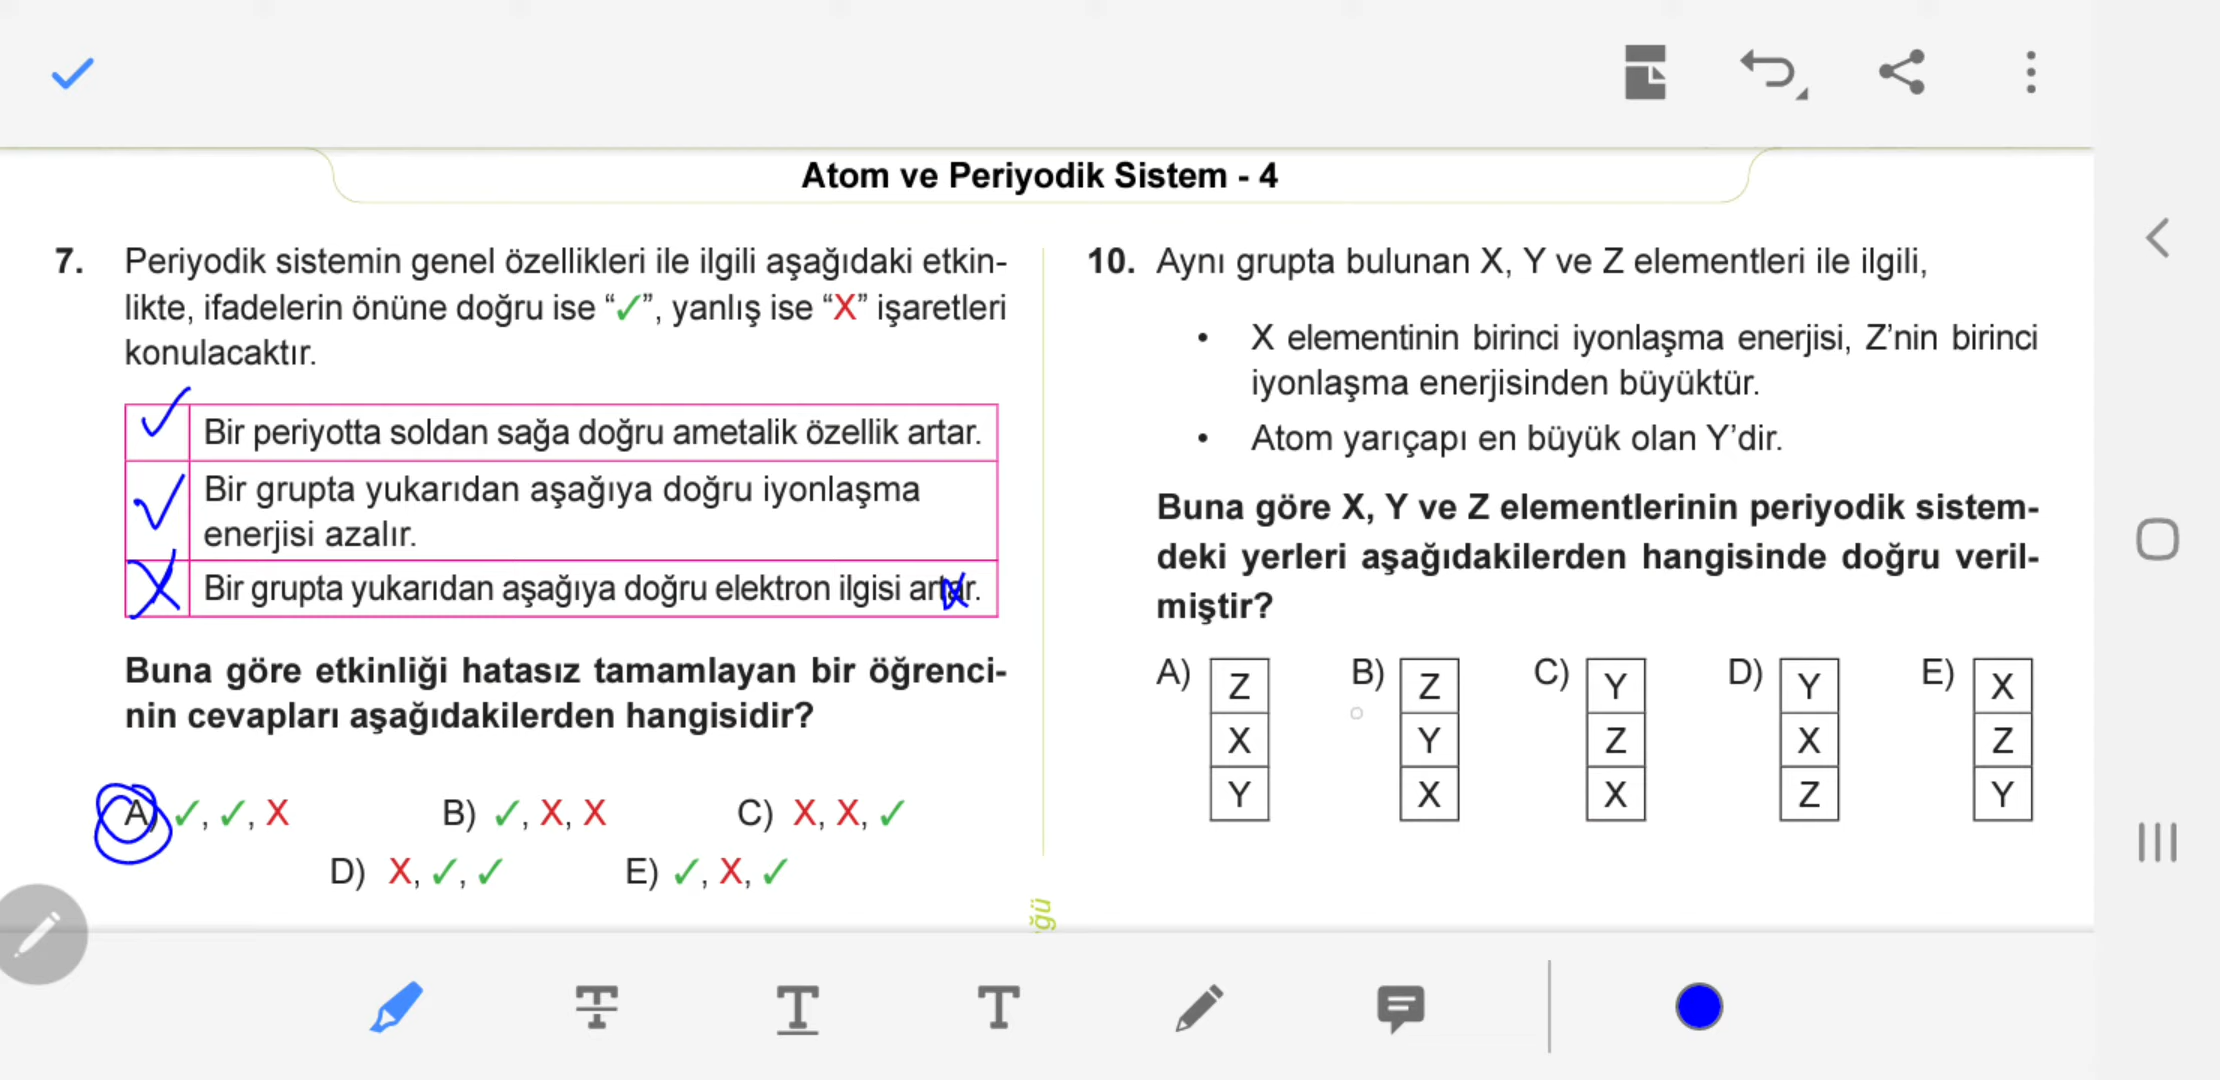 Atom ve Periyodik Sistem - 4
7. Periyodik sistemin genel özellikleri ile ilgili aşağıdaki etkin-
likte, ifadelerin önüne doğru ise “✓”, yanlış ise “X” işaretleri
konulacaktır.
✓ Bir periyotta soldan sağa doğru ametalik özellik artar.
✓ Bir grupta yukarıdan aşağıya doğru iyonlaşma
enerjisi azalır.
X Bir grupta yukarıdan aşağıya doğru elektron ilgisi artar.
Buna göre etkinliği hatasız tamamlayan bir öğrenci-
nin cevapları aşağıdakilerden hangisidir?
A) ✓, ✓, X B) ✓, X, X C) X, X, ✓
D) X, ✓, ✓ E) ✓, X, ✓
ğü
10. Aynı grupta bulunan X, Y ve Z elementleri ile ilgili,
• X elementinin birinci iyonlaşma enerjisi, Z’nin birinci
iyonlaşma enerjisinden büyüktür.
• Atom yarıçapı en büyük olan Y’dir.
Buna göre X, Y ve Z elementlerinin periyodik sistem-
deki yerleri aşağıdakilerden hangisinde doğru veril-
miştir?
A) Z B) Z C) Y D) Y E) X
X Y Z X Z
Y X X Z Y